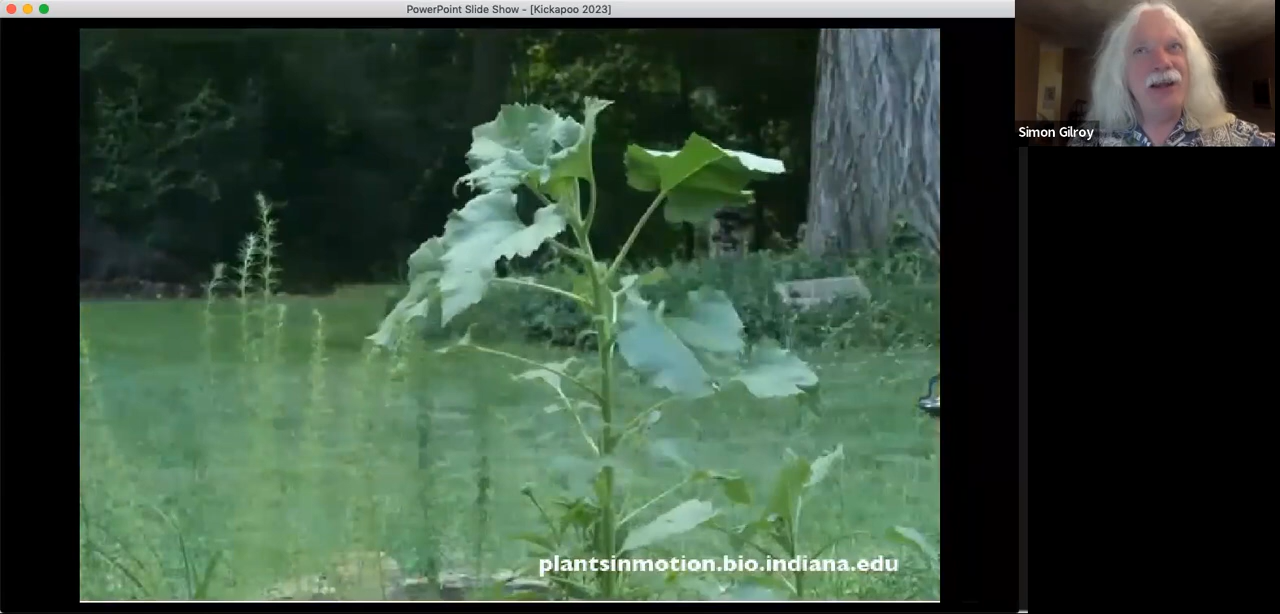 PowerPoint Slide Show - [Kickapoo 2023]
Simon Gilroy
plantsinmotion.bio.indiana.edu